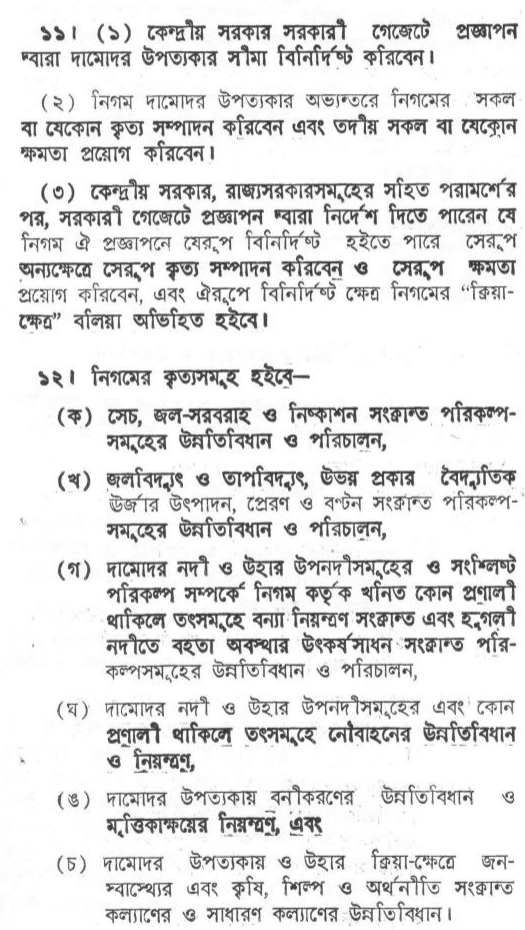 ১১। (১) কেন্দ্রীয় সরকার সরকারী গেজেটে প্রজ্ঞাপন
দ্বারা দামোদর উপত্যকার সীমা বিনির্দিষ্ট করিবেন।
(২) নিগম দামোদর উপত্যকার অভ্যন্তরে নিগমের সকল
বা যেকোন কৃত্য সম্পাদন করিবেন এবং তদীয় সকল বা যেকোন
ক্ষমতা প্রয়োগ করিবেন।
(৩) কেন্দ্রীয় সরকার, রাজ্যসরকারসমূহের সহিত পরামর্শের
পর, সরকারী গেজেটে প্রজ্ঞাপন দ্বারা নির্দেশ দিতে পারেন যে
নিগম ঐ প্রজ্ঞাপনে যেরূপ বিনির্দিষ্ট হইতে পারে সেরূপ
অন্যক্ষেত্রে সেরূপ কৃত্য সম্পাদন করিবেন ও সেরূপ ক্ষমতা
প্রয়োগ করিবেন, এবং ঐরূপে বিনির্দিষ্ট ক্ষেত্র নিগমের “ক্রিয়া-
ক্ষেত্র” বলিয়া অভিহিত হইবে।
১২। নিগমের কৃত্যসমূহ হইবে—
(ক) সেচ, জল-সরবরাহ ও নিষ্কাশন সংক্রান্ত পরিকল্প-
সমূহের উন্নতিবিধান ও পরিচালন,
(খ) জলবিদ্যুৎ ও তাপবিদ্যুৎ, উভয় প্রকার বৈদ্যুতিক
ঊর্জার উৎপাদন, প্রেরণ ও বণ্টন সংক্রান্ত পরিকল্প-
সমূহের উন্নতিবিধান ও পরিচালন,
(গ) দামোদর নদী ও উহার উপনদীসমূহের ও সংশ্লিষ্ট
পরিকল্প সম্পর্কে নিগম কর্তৃক খনিত কোন প্রণালী
থাকিলে তৎসমূহে বন্যা নিয়ন্ত্রণ সংক্রান্ত এবং হুগলী
নদীতে বহতা অবস্থার উৎকর্ষসাধন সংক্রান্ত পরি-
কল্পসমূহের উন্নতিবিধান ও পরিচালন,
(ঘ) দামোদর নদী ও উহার উপনদীসমূহের এবং কোন
প্রণালী থাকিলে তৎসমূহে নৌবাহনের উন্নতিবিধান
ও নিয়ন্ত্রণ,
(ঙ) দামোদর উপত্যকায় বনীকরণের উন্নতিবিধান ও
মৃত্তিকাক্ষয়ের নিয়ন্ত্রণ, এবং
(চ) দামোদর উপত্যকায় ও উহার ক্রিয়া-ক্ষেত্রে জন-
স্বাস্থ্যের এবং কৃষি, শিল্প ও অর্থনীতি সংক্রান্ত
কল্যাণের ও সাধারণ কল্যাণের উন্নতিবিধান।